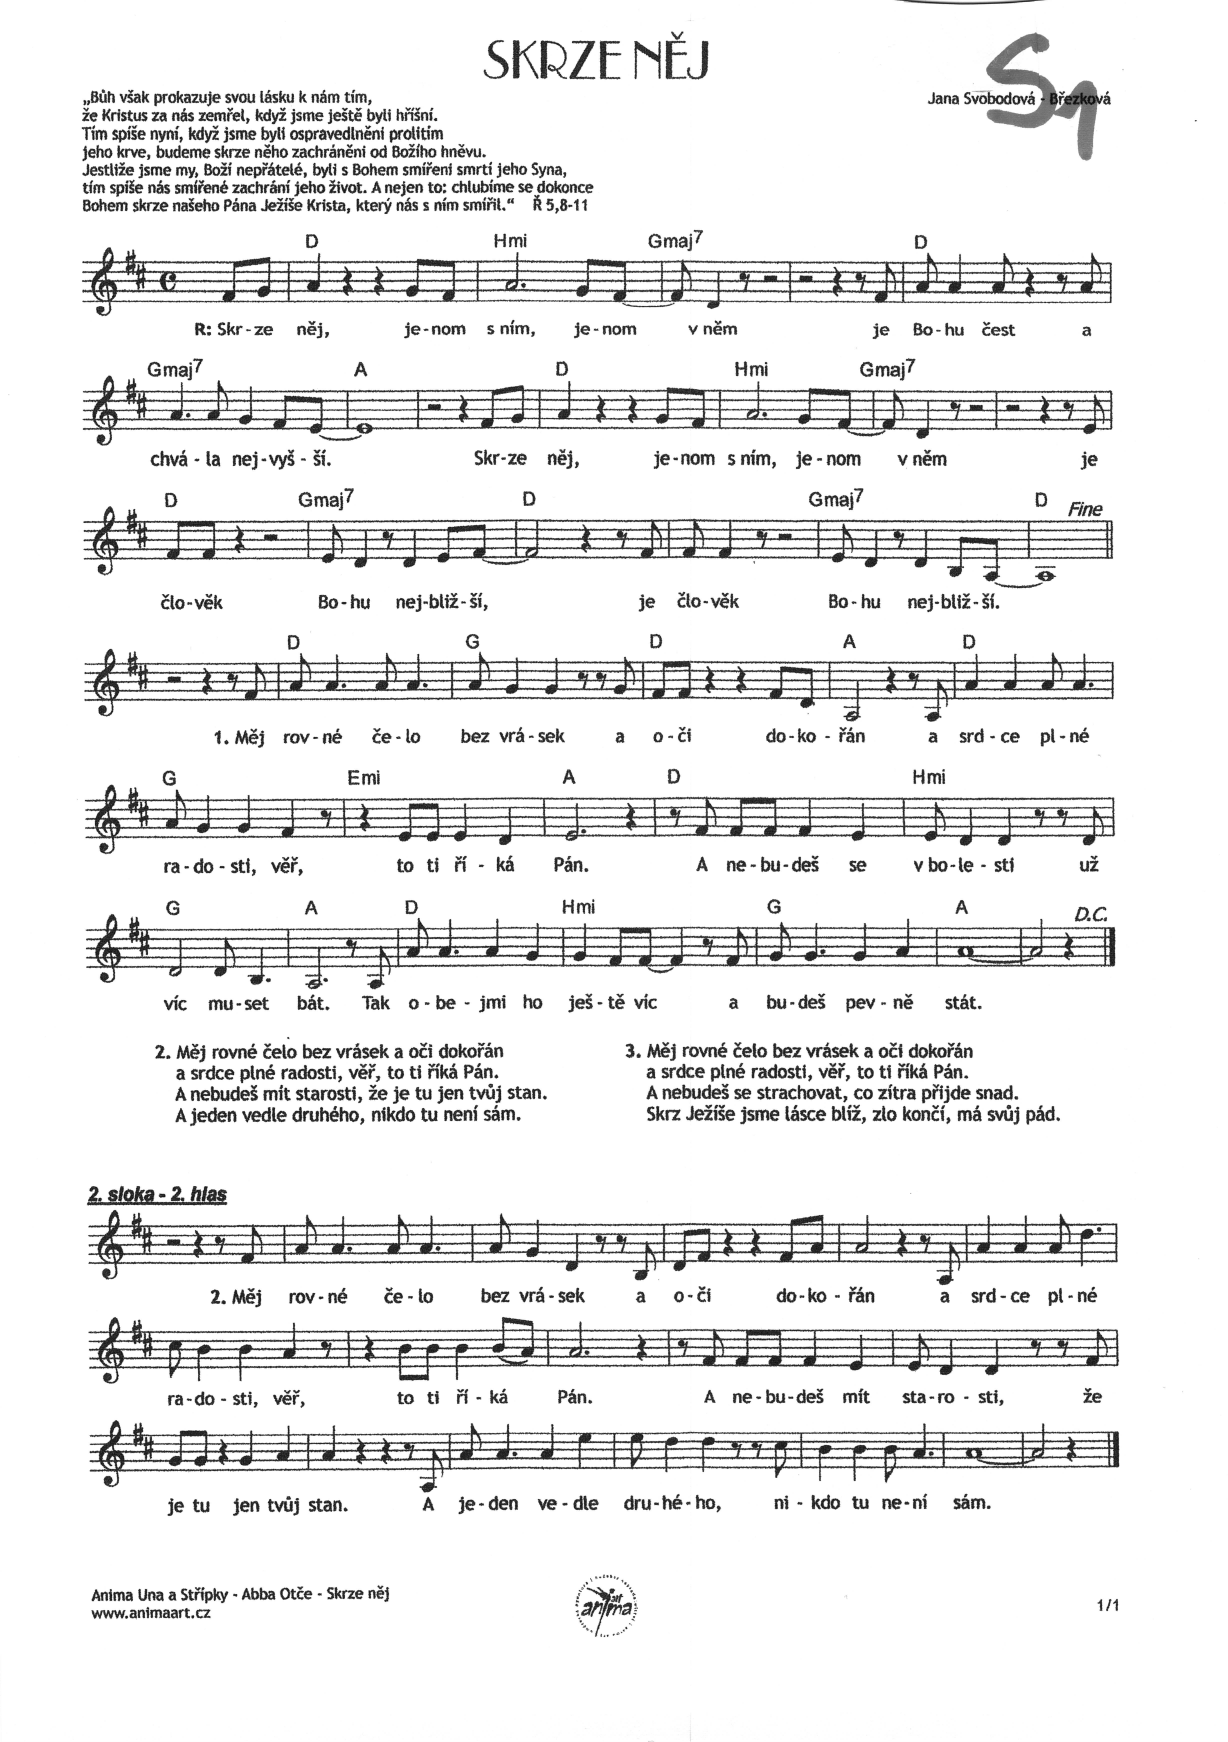 SKRZE NĚJ
S1
„Bůh však prokazuje svou lásku k nám tím,
že Kristus za nás zemřel, když jsme ještě byli hříšní.
Tím spíše nyní, když jsme byli ospravedlněni prolitím
jeho krve, budeme skrze něho zachráněni od Božího hněvu.
Jestliže jsme my, Boží nepřátelé, byli s Bohem smířeni smrtí jeho Syna,
tím spíše nás smířené zachrání jeho život. A nejen to: chlubíme se dokonce
Bohem skrze našeho Pána Ježíše Krista, který nás s ním smířil.“ Ř 5,8-11
Jana Svobodová - Březková
D Hmi Gmaj7 D
R: Skr-ze něj, je-nom s ním, je-nom v něm je Bo-hu čest a
Gmaj7 A D Hmi Gmaj7
chvá-la nej-vyš-ší. Skr-ze něj, je-nom s ním, je-nom v něm je
D Gmaj7 D Gmaj7 D Fine
člo-věk Bo-hu nej-bliž-ší, je člo-věk Bo-hu nej-bliž-ší.
D G D A D
1. Měj rov-né če-lo bez vrá-sek a o-či do-ko-řán a srd-ce pl-né
G Emi A D Hmi
ra-do-sti, věř, to ti ří-ká Pán. A ne-bu-deš se v bo-le-sti už
G A D Hmi G A D.C.
víc mu-set bát. Tak o-be-jmi ho ješ-tě víc a bu-deš pev-ně stát.
2. Měj rovné čelo bez vrásek a oči dokořán
a srdce plné radosti, věř, to ti říká Pán.
A nebudeš mít starosti, že je tu jen tvůj stan.
A jeden vedle druhého, nikdo tu není sám.
3. Měj rovné čelo bez vrásek a oči dokořán
a srdce plné radosti, věř, to ti říká Pán.
A nebudeš se strachovat, co zítra přijde snad.
Skrz Ježíše jsme lásce blíž, zlo končí, má svůj pád.
2. sloka - 2. hlas
2. Měj rov-né če-lo bez vrá-sek a o-či do-ko-řán a srd-ce pl-né
ra-do-sti, věř, to ti ří-ká Pán. A ne-bu-deš mít sta-ro-sti, že
je tu jen tvůj stan. A je-den ve-dle dru-hé-ho, ni-kdo tu ne-ní sám.
Anima Una a Střípky - Abba Otče - Skrze něj
www.animaart.cz
art
anima
1/1